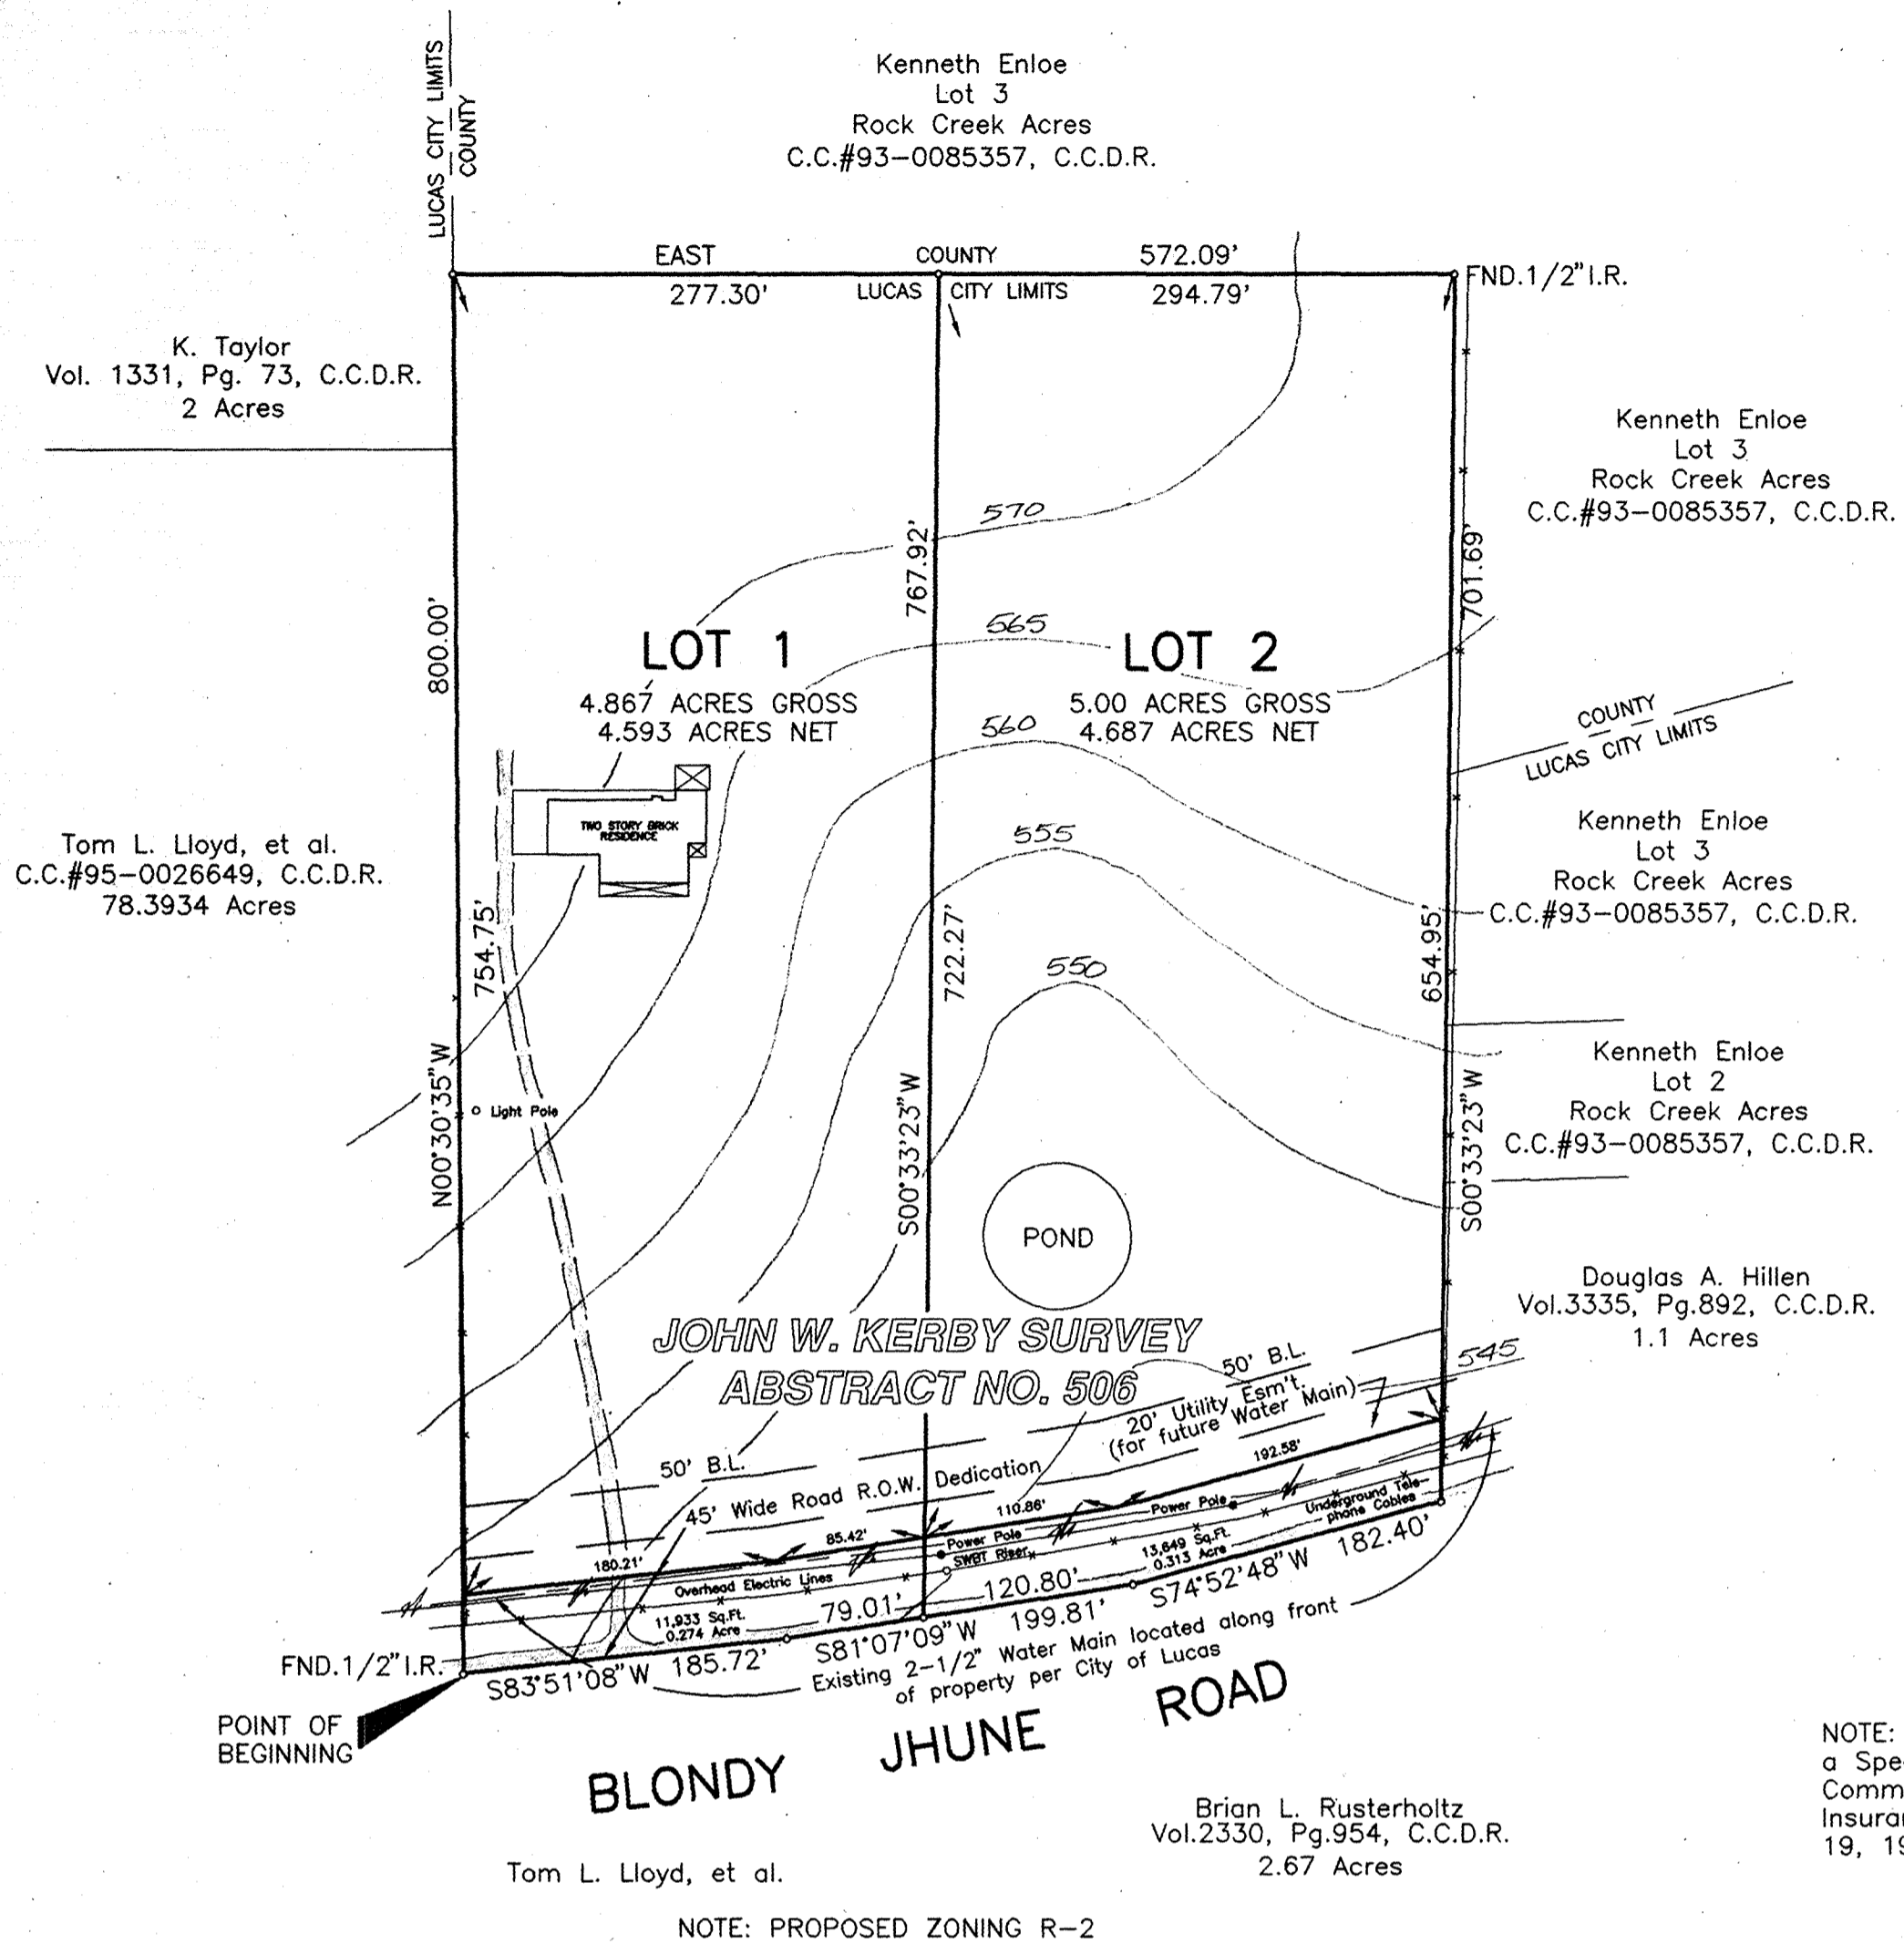 LUCAS CITY LIMITS
COUNTY
Kenneth Enloe
Lot 3
Rock Creek Acres
C.C.#93-0085357, C.C.D.R.
EAST COUNTY 572.09'
277.30' LUCAS CITY LIMITS 294.79'
FND.1/2"I.R.
K. Taylor
Vol. 1331, Pg. 73, C.C.D.R.
2 Acres
Kenneth Enloe
Lot 3
Rock Creek Acres
C.C.#93-0085357, C.C.D.R.
570
767.92'
701.69'
800.00'
565
LOT 1
4.867 ACRES GROSS
4.593 ACRES NET
LOT 2
5.00 ACRES GROSS
4.687 ACRES NET
560
COUNTY
LUCAS CITY LIMITS
TWO STORY BRICK
RESIDENCE
555
Tom L. Lloyd, et al.
C.C.#95-0026649, C.C.D.R.
78.3934 Acres
Kenneth Enloe
Lot 3
Rock Creek Acres
C.C.#93-0085357, C.C.D.R.
754.75'
722.27'
654.95'
550
Kenneth Enloe
Lot 2
Rock Creek Acres
C.C.#93-0085357, C.C.D.R.
N00°30'35"W
Light Pole
S00°33'23"W
S00°33'23"W
POND
Douglas A. Hillen
Vol.3335, Pg.892, C.C.D.R.
1.1 Acres
JOHN W. KERBY SURVEY
ABSTRACT NO. 506
545
50' B.L.
20' Utility Esm't.
(for future Water Main)
50' B.L.
45' Wide Road R.O.W. Dedication
192.58'
110.86'
85.42'
180.21'
Power Pole
Power Pole
SWBT Riser
Underground Tele-
phone Cables
Overhead Electric Lines
13,649 Sq.Ft.
0.313 Acre
11,933 Sq.Ft.
0.274 Acre
79.01'
120.80'
S74°52'48"W 182.40'
S81°07'09"W 199.81'
S83°51'08"W 185.72'
FND.1/2"I.R.
Existing 2-1/2" Water Main located along front
of property per City of Lucas
POINT OF
BEGINNING
BLONDY JHUNE ROAD
NOTE:
a Spe
Comm
Insura
19, 19
Brian L. Rusterholtz
Vol.2330, Pg.954, C.C.D.R.
2.67 Acres
Tom L. Lloyd, et al.
NOTE: PROPOSED ZONING R-2